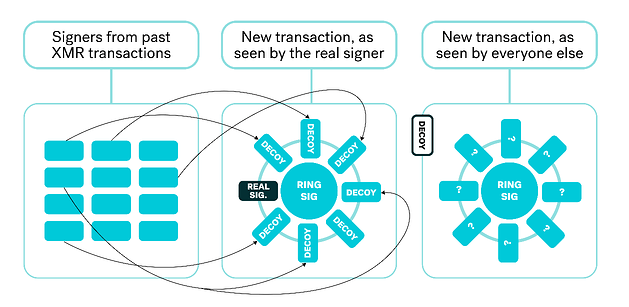 Signers from past
XMR transactions
New transaction, as
seen by the real signer
New transaction, as
seen by everyone else
DECOY
DECOY
DECOY
REAL
SIG.
RING
SIG
DECOY
DECOY
DECOY
DECOY
DECOY
?
?
?
?
RING
SIG
?
?
?
?